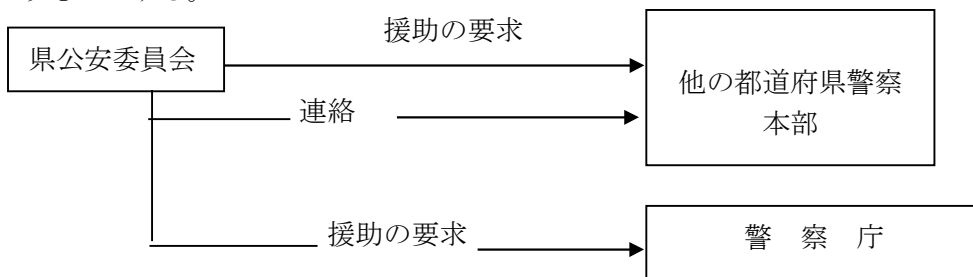 援助の要求
県公安委員会
他の都道府県警察
本部
連絡
援助の要求
警 察 庁